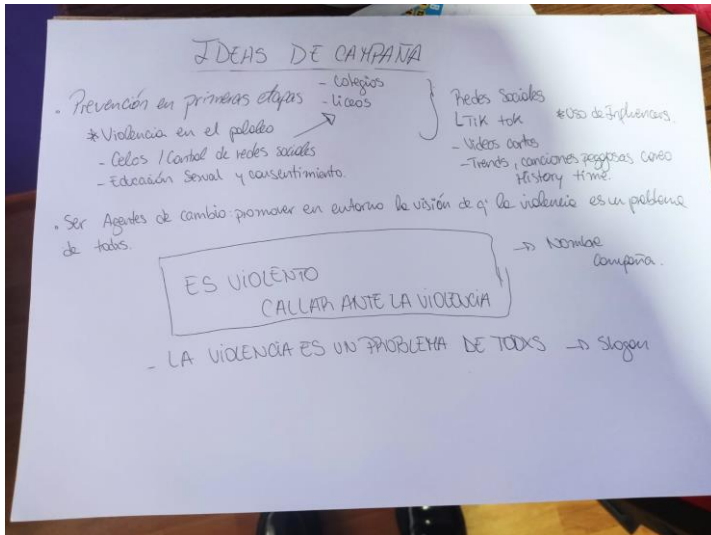 IDEAS DE CAMPAÑA
. Prevención en primeras etapas
- Colegios
- Liceos
* Violencia en el pololeo
- Celos / Control de redes sociales
- Educación Sexual y consentimiento.
Redes Sociales
Tik tok
* Uso de Influencers.
- Videos cortos
- Trends, canciones pegajosas como
History time.
. Ser Agentes de cambio: promover en entorno la visión de q' la violencia es un problema
de todxs.
ES VIOLENTO
CALLAR ANTE LA VIOLENCIA
→ Nombre
campaña.
- LA VIOLENCIA ES UN PROBLEMA DE TODXS → Slogan